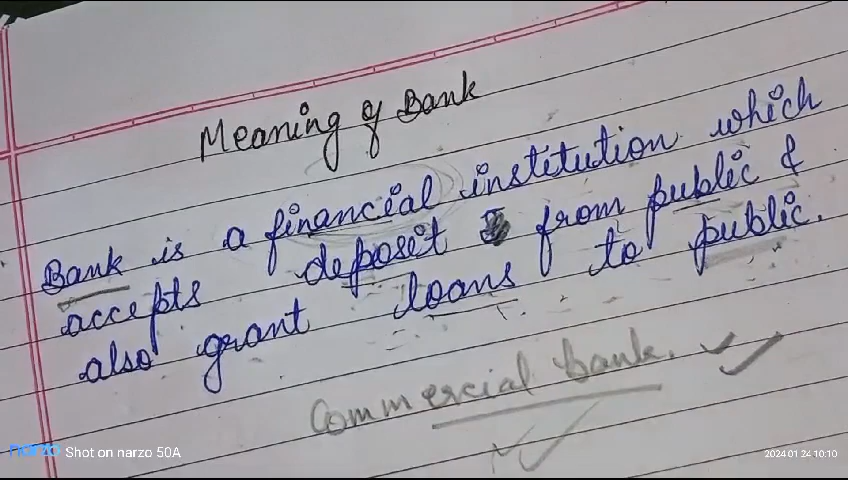 Meaning of Bank
Bank is a financial institution which
accepts deposit from public &
also grant loans to public.
Commercial bank.
narzo Shot on narzo 50A
2024 01 24 10:10